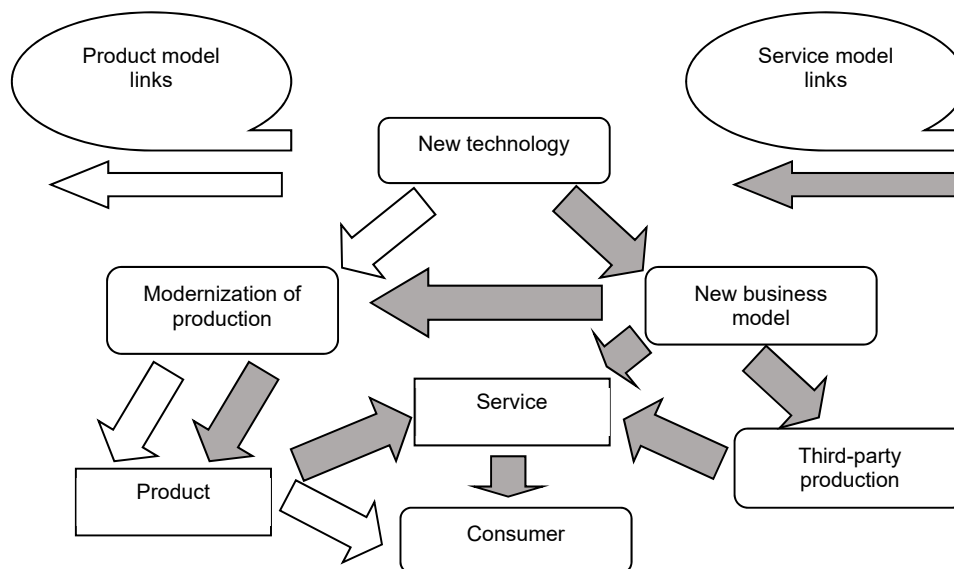 Product model
links
Service model
links
New technology
Modernization of
production
New business
model
Service
Third-party
production
Product
Consumer